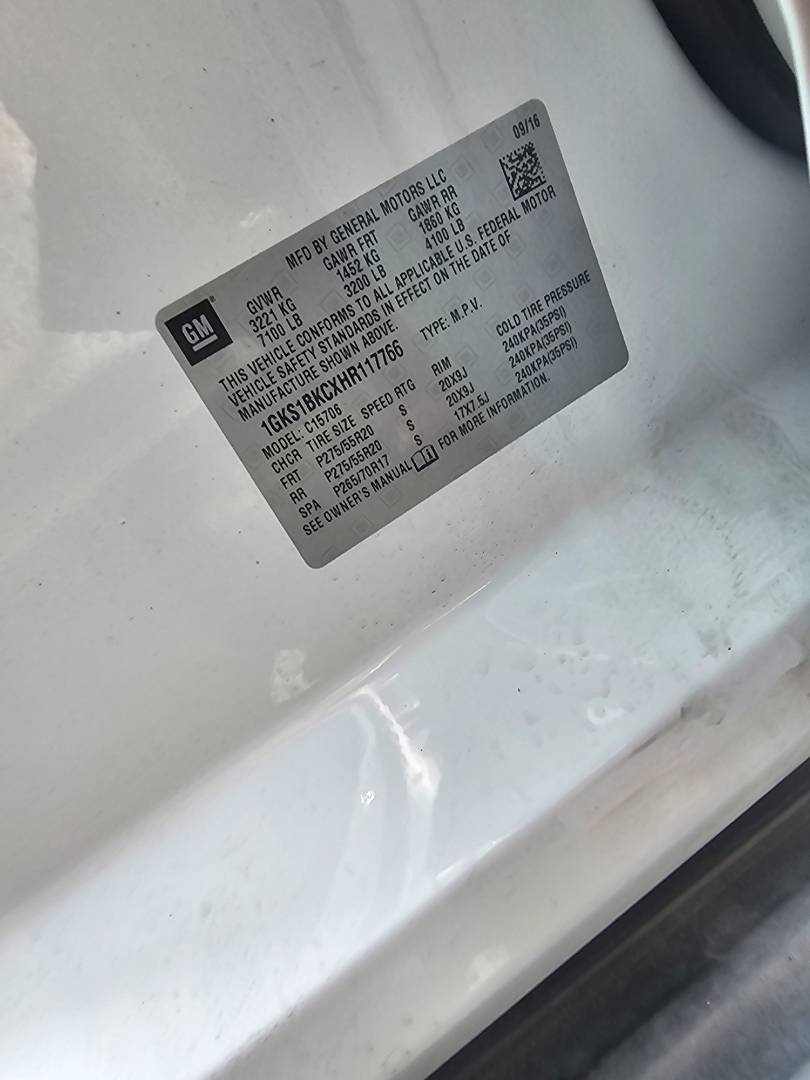 GM®
09/16
MFD BY GENERAL MOTORS LLC
GVWR GAWR FRT GAWR RR
3221 KG 1452 KG 1860 KG
7100 LB 3200 LB 4100 LB
THIS VEHICLE CONFORMS TO ALL APPLICABLE U.S. FEDERAL MOTOR
VEHICLE SAFETY STANDARDS IN EFFECT ON THE DATE OF
MANUFACTURE SHOWN ABOVE.
1GKS1BKCXHR117766 TYPE: M.P.V.
MODEL: C15706
CHCR TIRE SIZE SPEED RTG RIM COLD TIRE PRESSURE
FRT P275/55R20 S 20X9J 240KPA(35PSI)
RR P275/55R20 S 20X9J 240KPA(35PSI)
SPA P265/70R17 S 17X7.5J 240KPA(35PSI)
SEE OWNER'S MANUAL FOR MORE INFORMATION.